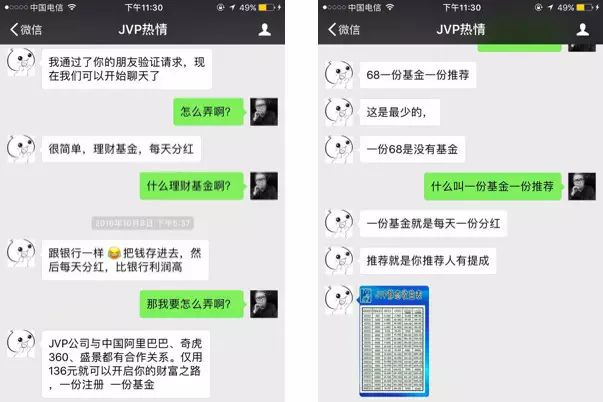 中国电信
下午11:30
49%
微信
JVP热情
我通过了你的朋友验证请求，现
在我们可以开始聊天了
怎么弄啊？
很简单，理财基金，每天分红
什么理财基金啊？
2016年10月8日 下午5:37
跟银行一样 😂 把钱存进去，然
后每天分红，比银行利润高
那我要怎么弄啊？
JVP公司与中国阿里巴巴、奇虎
360、盛景都有合作关系。仅用
136元就可以开启你的财富之路
，一份注册 一份基金
中国电信
下午11:30
49%
微信
JVP热情
68一份基金一份推荐
这是最少的，
一份68是没有基金
什么叫一份基金一份推荐
一份基金就是每天一份分红
推荐就是你推荐人有提成